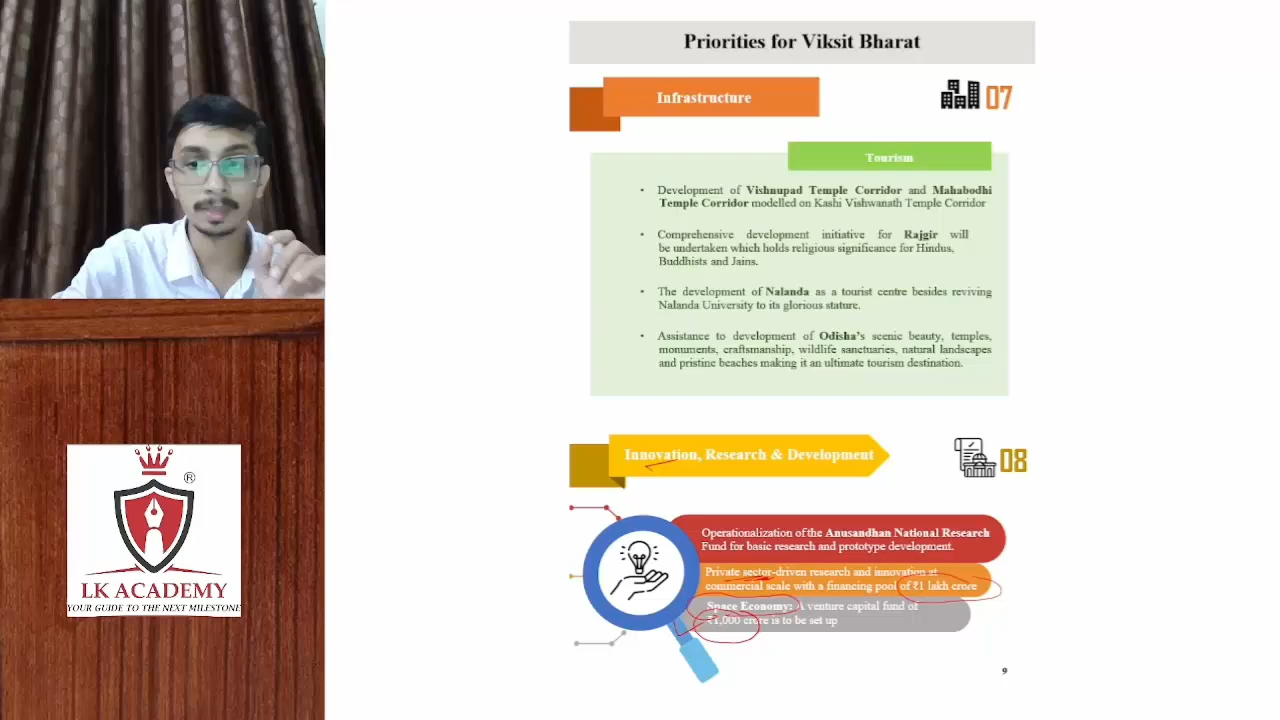 Priorities for Viksit Bharat
Infrastructure
07
Tourism
• Development of Vishnupad Temple Corridor and Mahabodhi
Temple Corridor modelled on Kashi Vishwanath Temple Corridor
• Comprehensive development initiative for Rajgir will
be undertaken which holds religious significance for Hindus,
Buddhists and Jains.
• The development of Nalanda as a tourist centre besides reviving
Nalanda University to its glorious stature.
• Assistance to development of Odisha's scenic beauty, temples,
monuments, craftsmanship, wildlife sanctuaries, natural landscapes
and pristine beaches making it an ultimate tourism destination.
Innovation, Research & Development
08
Operationalization of the Anusandhan National Research
Fund for basic research and prototype development.
Private sector-driven research and innovation at
commercial scale with a financing pool of ₹1 lakh crore
Space Economy: A venture capital fund of
₹1,000 crore is to be set up
9
®
LK ACADEMY
YOUR GUIDE TO THE NEXT MILESTONE